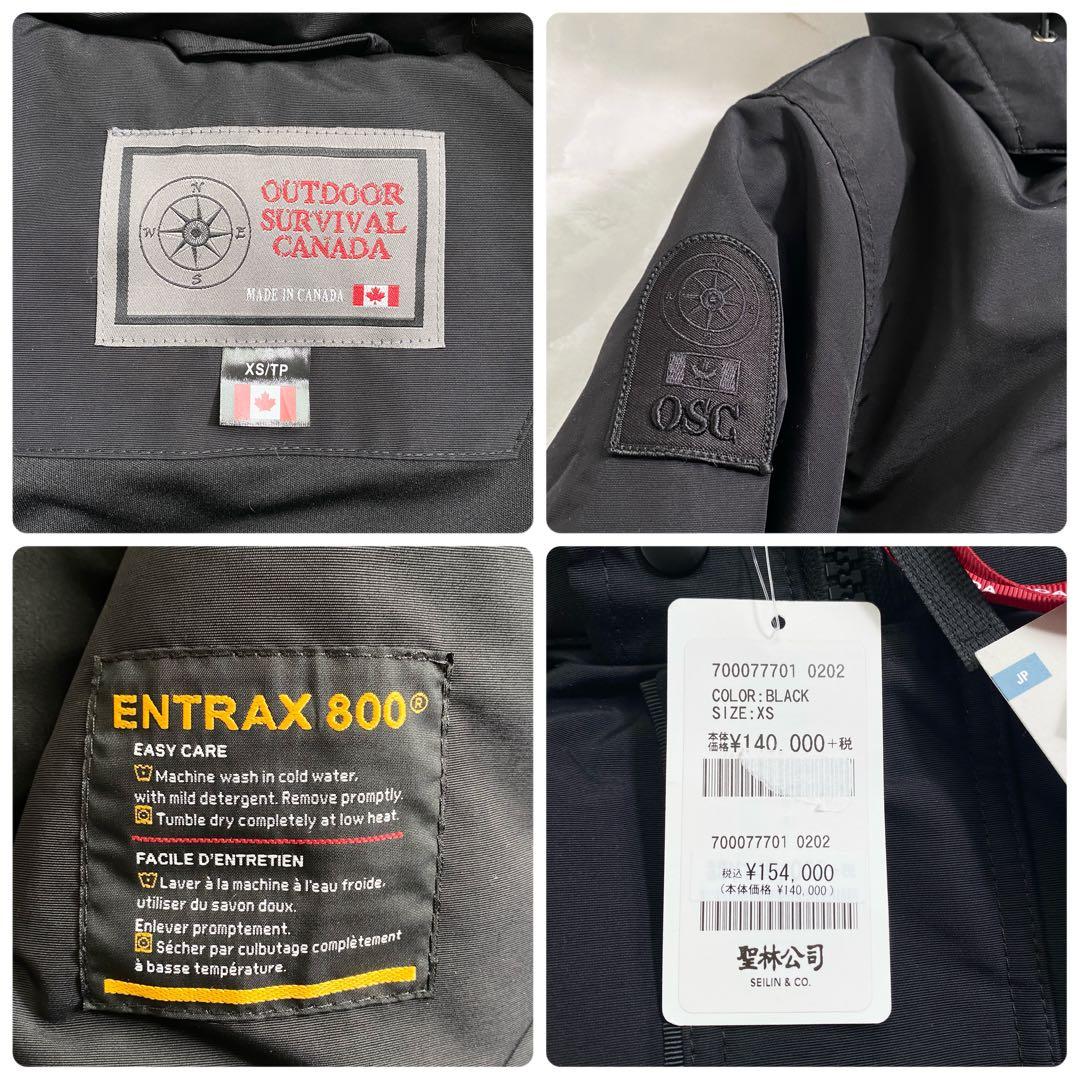 N
W E
S
OUTDOOR
SURVIVAL
CANADA
MADE IN CANADA
XS/TP
OSC
ENTRAX 800®
EASY CARE
Machine wash in cold water,
with mild detergent. Remove promptly.
Tumble dry completely at low heat.
FACILE D'ENTRETIEN
Laver à la machine à l'eau froide,
utiliser du savon doux.
Enlever promptement.
Sécher par culbutage complètement
à basse température.
700077701 0202
COLOR:BLACK
SIZE:XS
本体価格 ¥140,000+税
700077701 0202
税込 ¥154,000
(本体価格 ¥140,000)
聖林公司
SEILIN & CO.
JP